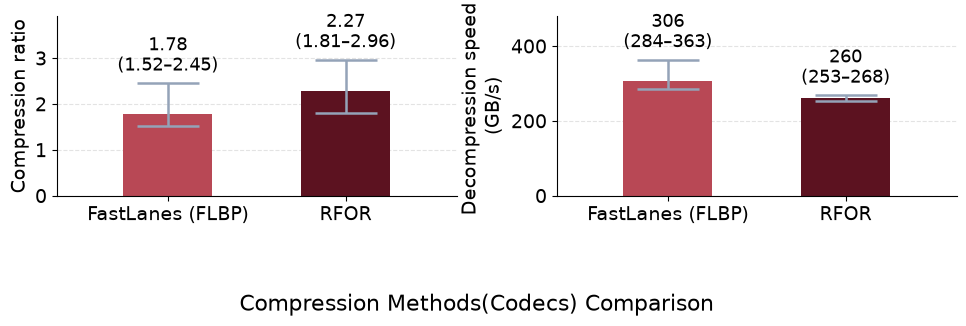 Compression ratio
3
2
1
0
1.78
(1.52–2.45)
2.27
(1.81–2.96)
FastLanes (FLBP)
RFOR
Decompression speed
(GB/s)
400
200
0
306
(284–363)
260
(253–268)
FastLanes (FLBP)
RFOR
Compression Methods(Codecs) Comparison